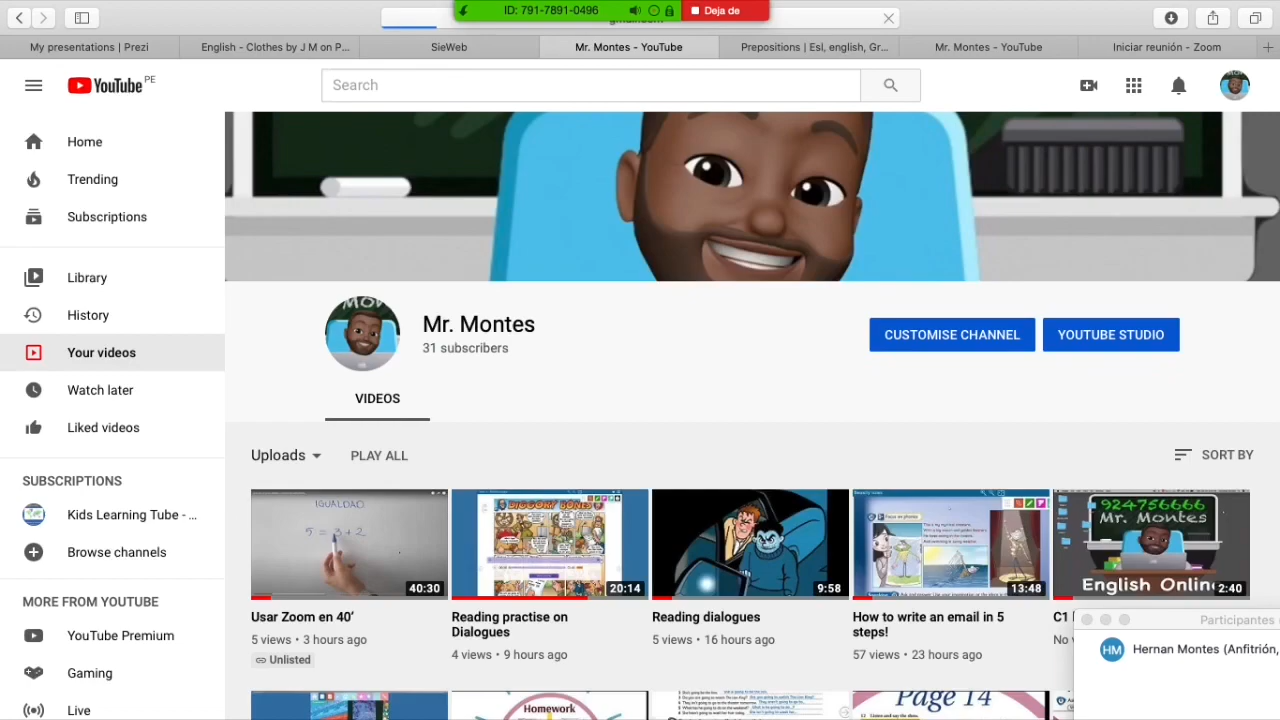 ID: 791-7891-0496
Deja de
My presentations | Prezi
English - Clothes by J M on P...
SieWeb
Mr. Montes - YouTube
Prepositions (Esl, english, Gr...
Mr. Montes - YouTube
Iniciar reunión - Zoom
YouTube PE
Search
Home
Trending
Subscriptions
Library
History
Your videos
Watch later
Liked videos
SUBSCRIPTIONS
Kids Learning Tube - ...
Browse channels
MORE FROM YOUTUBE
YouTube Premium
Gaming
Mr. Montes
31 subscribers
CUSTOMISE CHANNEL
YOUTUBE STUDIO
VIDEOS
Uploads
PLAY ALL
SORT BY
IGUALDAD
40:30
Usar Zoom en 40'
5 views • 3 hours ago
Unlisted
DIGGORY BONES
20:14
Reading practise on
Dialogues
4 views • 9 hours ago
9:58
Reading dialogues
5 views • 16 hours ago
13:48
How to write an email in 5
steps!
57 views • 23 hours ago
924756666
Mr. Montes
English Online
2:40
C1
No v
Participantes
HM
Hernan Montes (Anfitrión,
Homework
Page 14